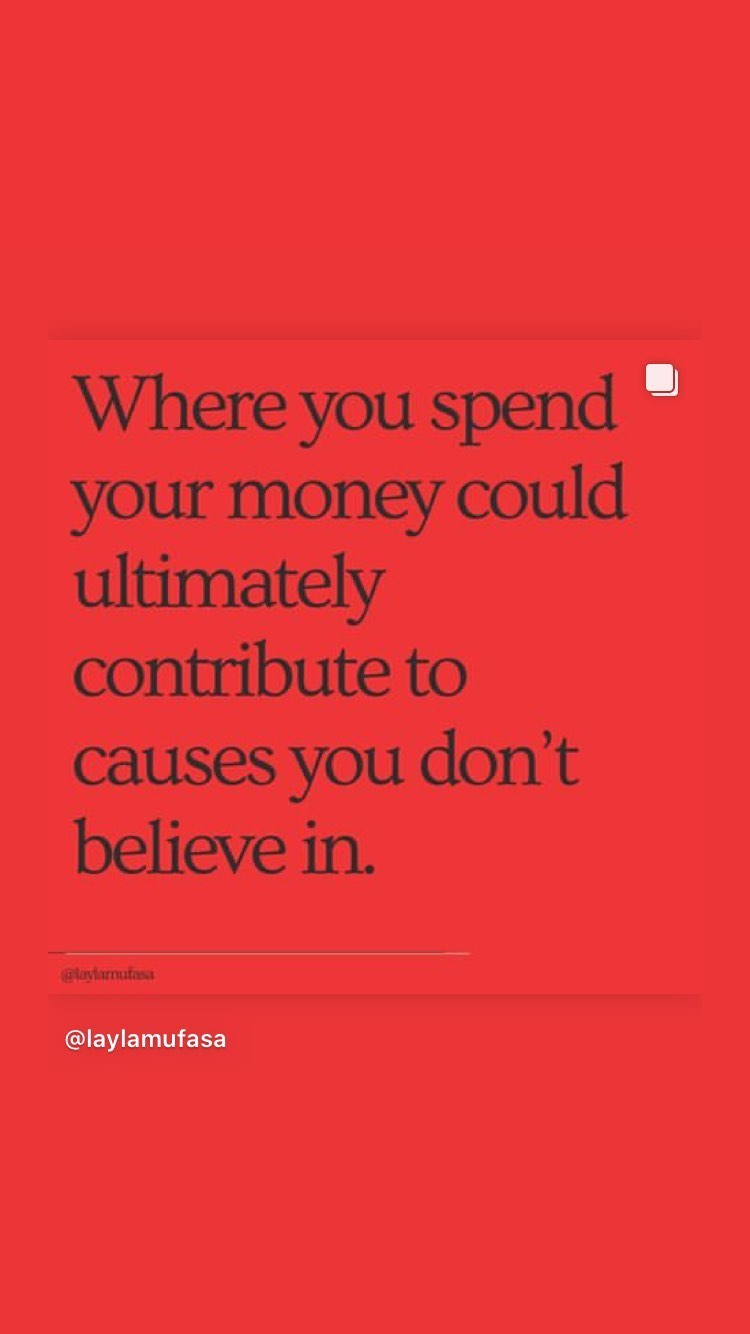 Where you spend
your money could
ultimately
contribute to
causes you don’t
believe in.
@laylamufasa
@laylamufasa